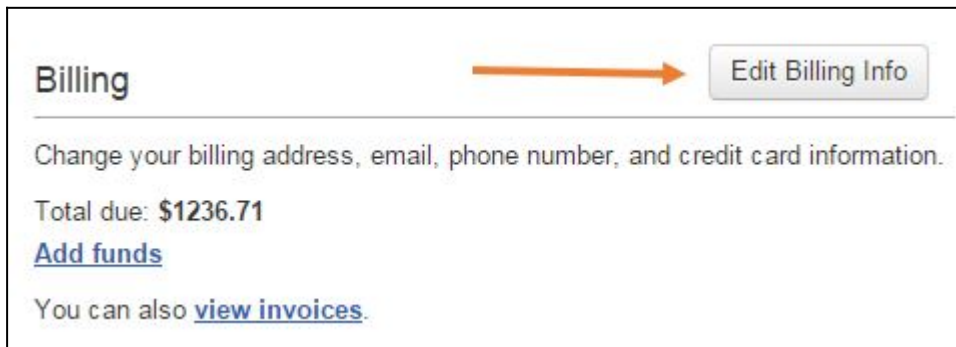 Billing
Edit Billing Info
Change your billing address, email, phone number, and credit card information.
Total due: $1236.71
Add funds
You can also view invoices.